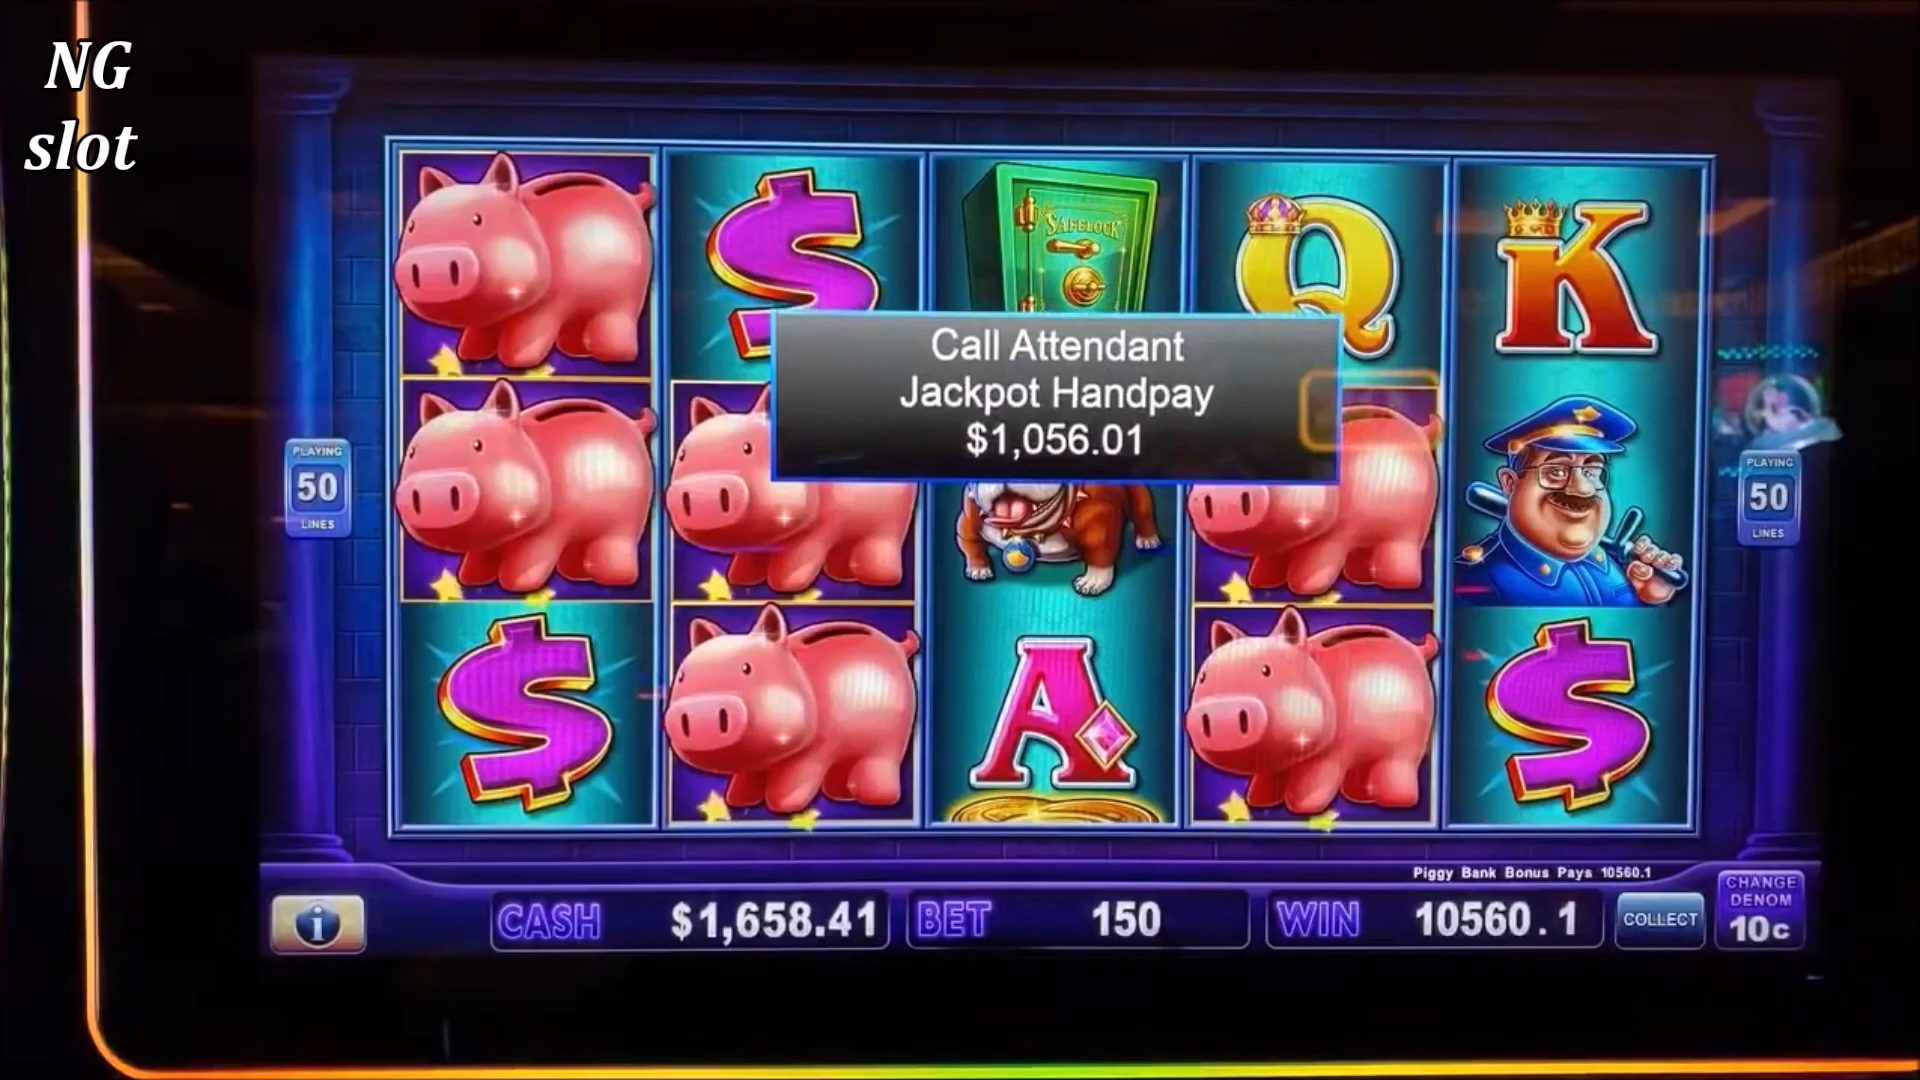 NG
slot
SAFELOCK
Q
K
Call Attendant
Jackpot Handpay
$1,056.01
PLAYING
50
LINES
PLAYING
50
LINES
A
Piggy Bank Bonus Pays 10560.1
CASH $1,658.41
BET 150
WIN 10560.1
COLLECT
CHANGE
DENOM
10c